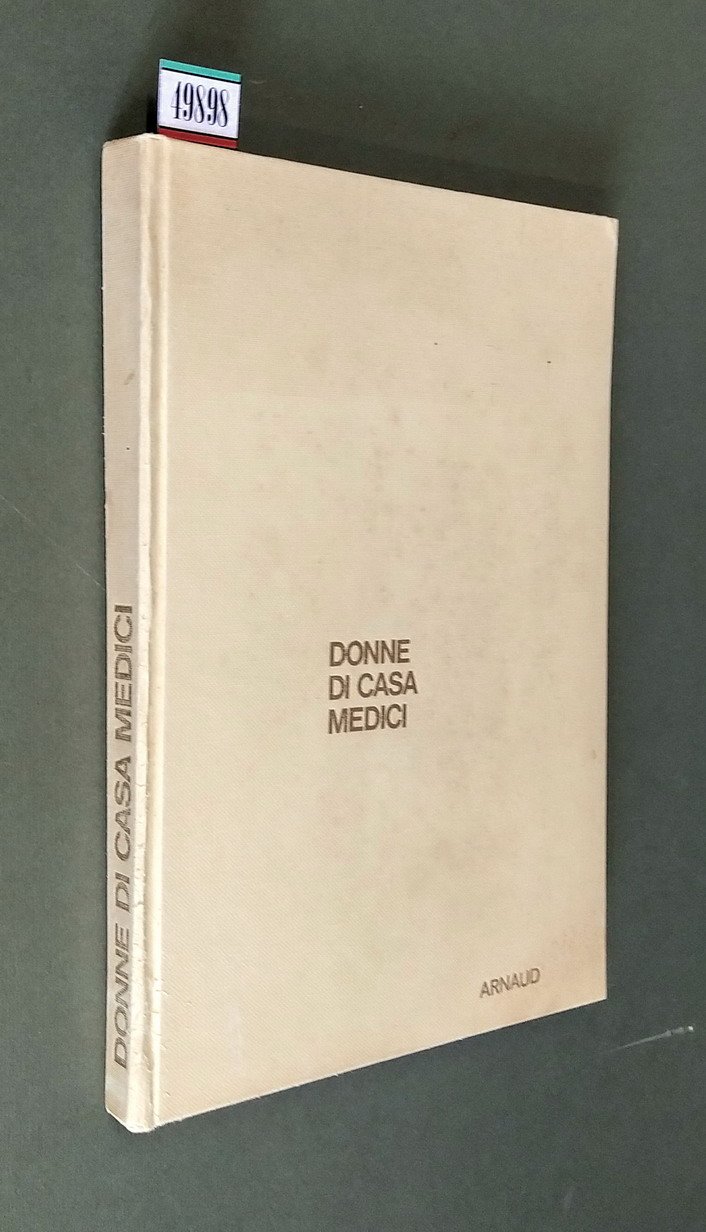 49898
DONNE DI CASA MEDICI
DONNE
DI CASA
MEDICI
ARNAUD